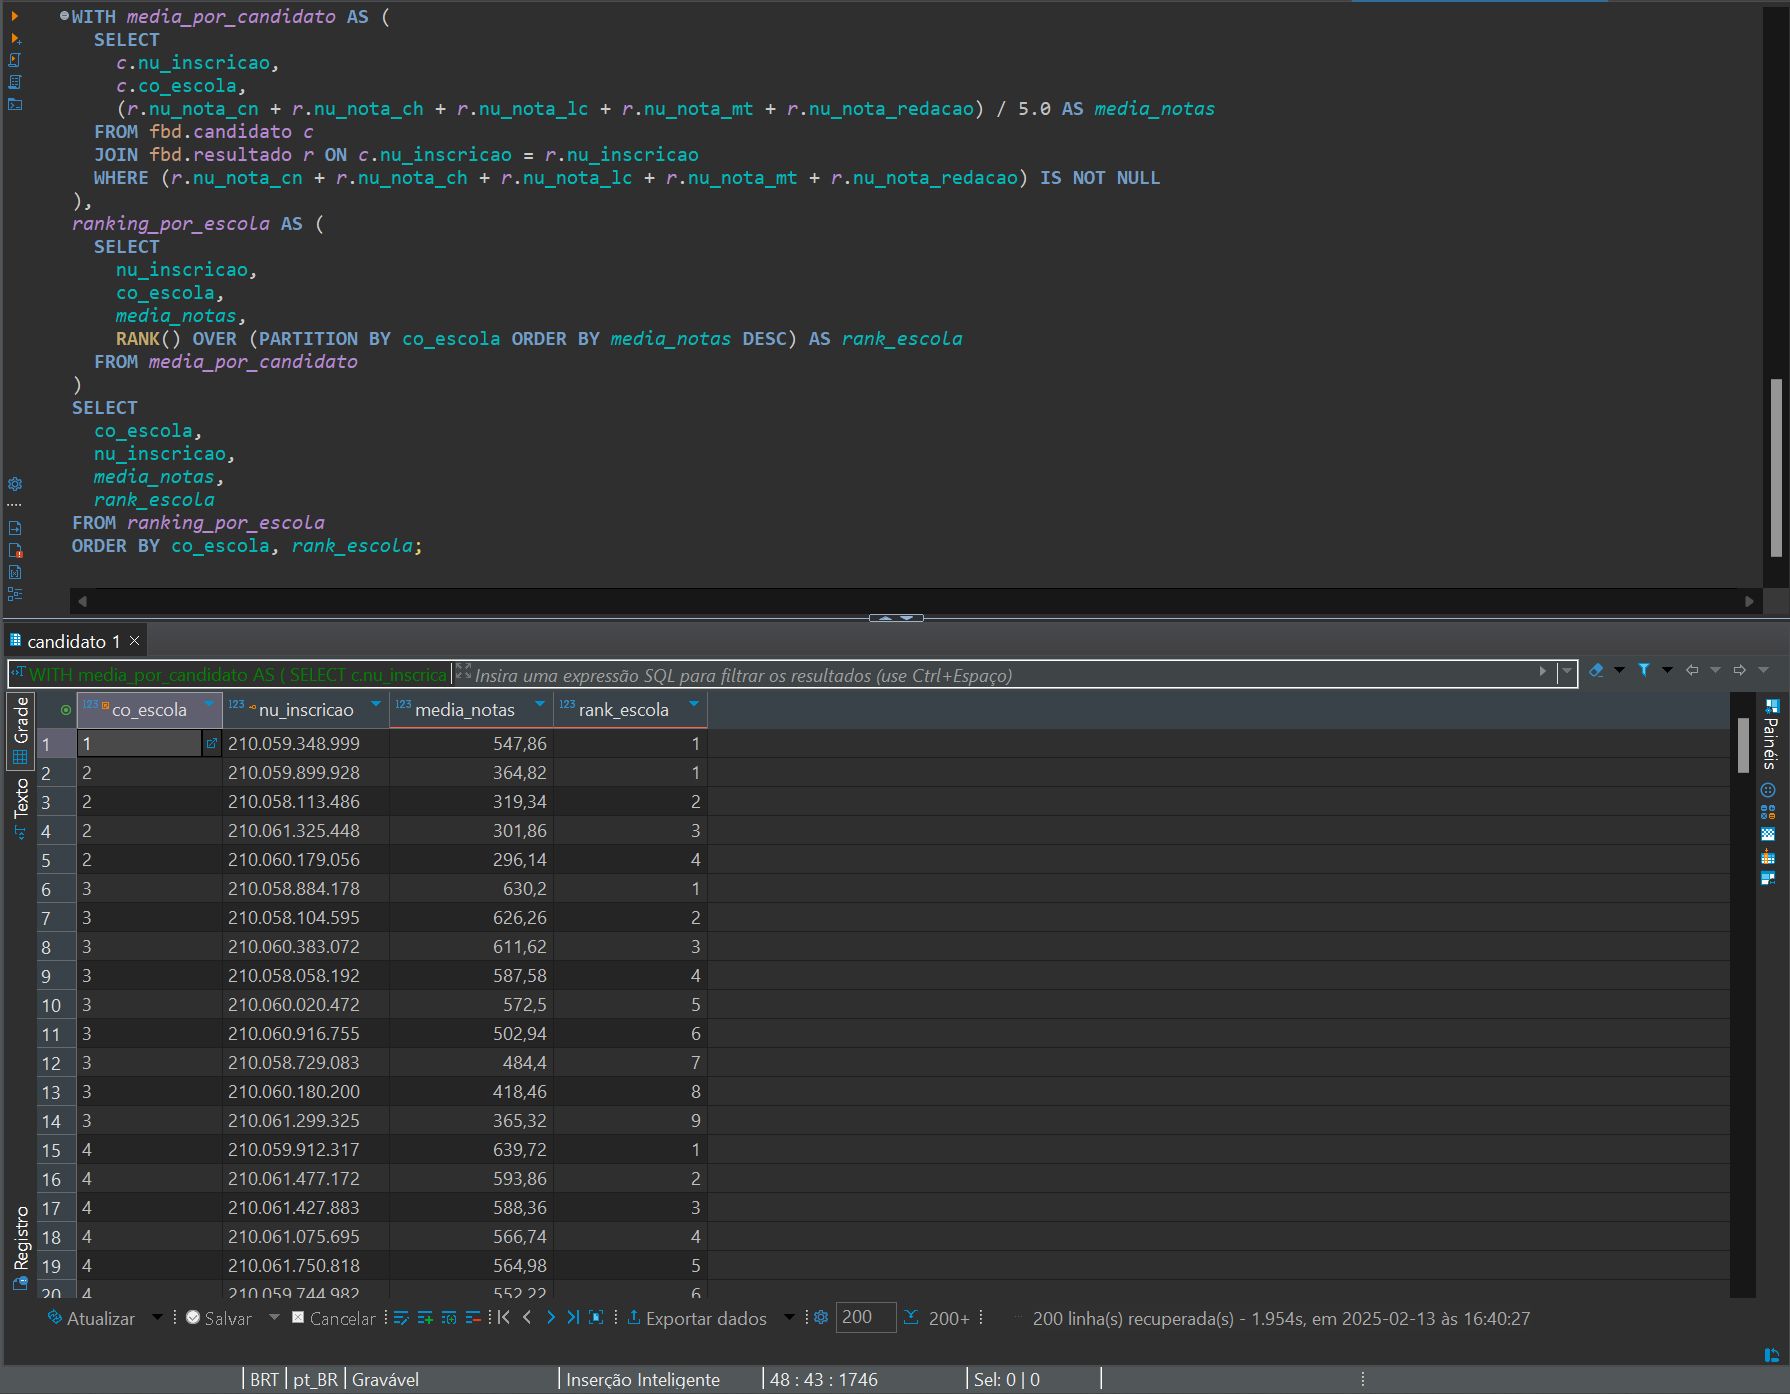 WITH media_por_candidato AS (
SELECT
c.nu_inscricao,
c.co_escola,
(r.nu_nota_cn + r.nu_nota_ch + r.nu_nota_lc + r.nu_nota_mt + r.nu_nota_redacao) / 5.0 AS media_notas
FROM fbd.candidato c
JOIN fbd.resultado r ON c.nu_inscricao = r.nu_inscricao
WHERE (r.nu_nota_cn + r.nu_nota_ch + r.nu_nota_lc + r.nu_nota_mt + r.nu_nota_redacao) IS NOT NULL
),
ranking_por_escola AS (
SELECT
nu_inscricao,
co_escola,
media_notas,
RANK() OVER (PARTITION BY co_escola ORDER BY media_notas DESC) AS rank_escola
FROM media_por_candidato
)
SELECT
co_escola,
nu_inscricao,
media_notas,
rank_escola
FROM ranking_por_escola
ORDER BY co_escola, rank_escola;
candidato 1
WITH media_por_candidato AS ( SELECT c.nu_inscrica Insira uma expressão SQL para filtrar os resultados (use Ctrl+Espaço)
Grade
Texto
Registro
Painéis
123 co_escola 123 nu_inscricao 123 media_notas 123 rank_escola
1 1 210.059.348.999 547,86 1
2 2 210.059.899.928 364,82 1
3 2 210.058.113.486 319,34 2
4 2 210.061.325.448 301,86 3
5 2 210.060.179.056 296,14 4
6 3 210.058.884.178 630,2 1
7 3 210.058.104.595 626,26 2
8 3 210.060.383.072 611,62 3
9 3 210.058.058.192 587,58 4
10 3 210.060.020.472 572,5 5
11 3 210.060.916.755 502,94 6
12 3 210.058.729.083 484,4 7
13 3 210.060.180.200 418,46 8
14 3 210.061.299.325 365,32 9
15 4 210.059.912.317 639,72 1
16 4 210.061.477.172 593,86 2
17 4 210.061.427.883 588,36 3
18 4 210.061.075.695 566,74 4
19 4 210.061.750.818 564,98 5
20 4 210.059.744.982 552,22 6
Atualizar Salvar Cancelar Exportar dados 200 200+ 200 linha(s) recuperada(s) - 1.954s, em 2025-02-13 às 16:40:27
BRT pt_BR Gravável Inserção Inteligente 48 : 43 : 1746 Sel: 0 | 0